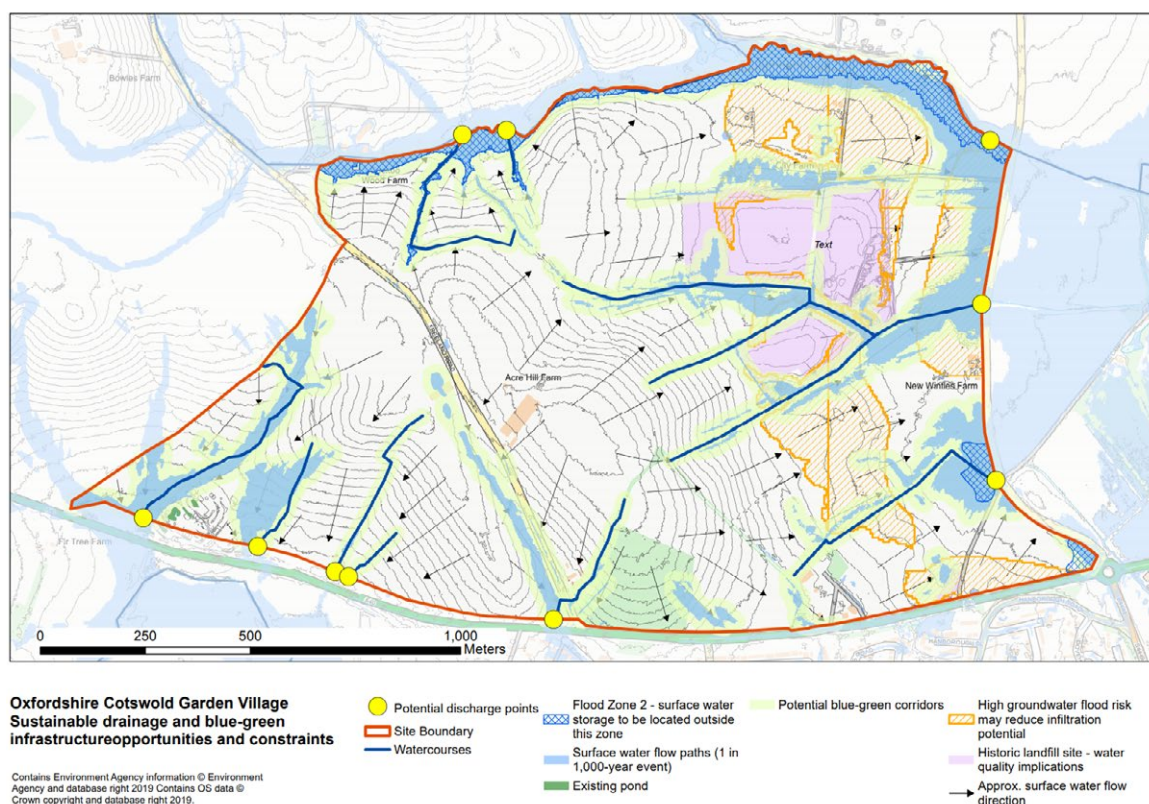 Bowles Farm
Wood Farm
Text
Acre Hill Farm
New Wintles Farm
Fir Tree Farm
0 250 500 1,000
Meters
Oxfordshire Cotswold Garden Village
Sustainable drainage and blue-green
infrastructureopportunities and constraints
Contains Environment Agency information © Environment
Agency and database right 2019 Contains OS data ©
Crown copyright and database right 2019.
Potential discharge points
Site Boundary
Watercourses
Flood Zone 2 - surface water
storage to be located outside
this zone
Surface water flow paths (1 in
1,000-year event)
Existing pond
Potential blue-green corridors
High groundwater flood risk
may reduce infiltration
potential
Historic landfill site - water
quality implications
Approx. surface water flow
direction